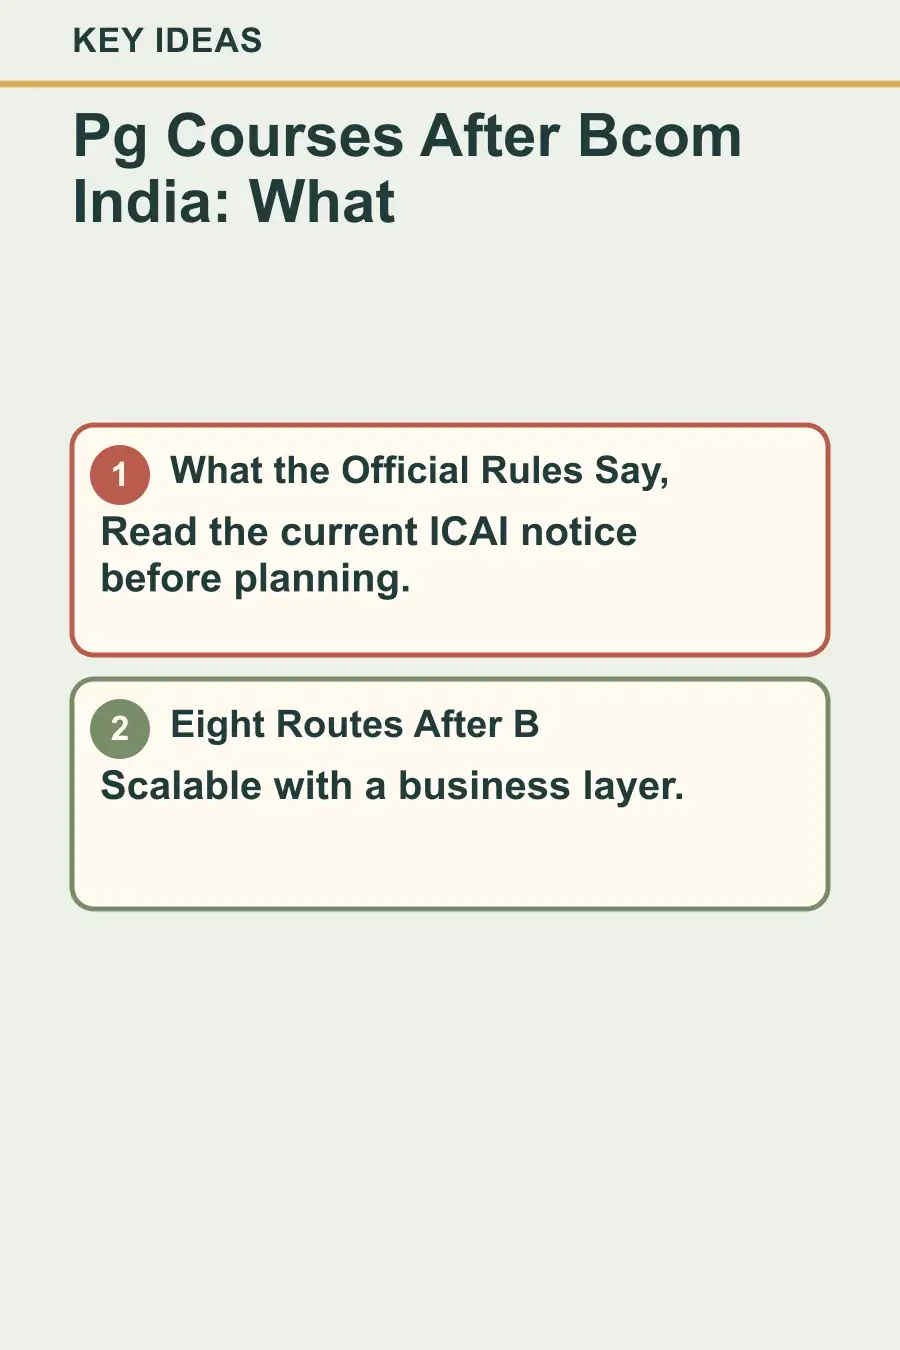 KEY IDEAS
Pg Courses After Bcom
India: What
1 What the Official Rules Say,
Read the current ICAI notice
before planning.
2 Eight Routes After B
Scalable with a business layer.